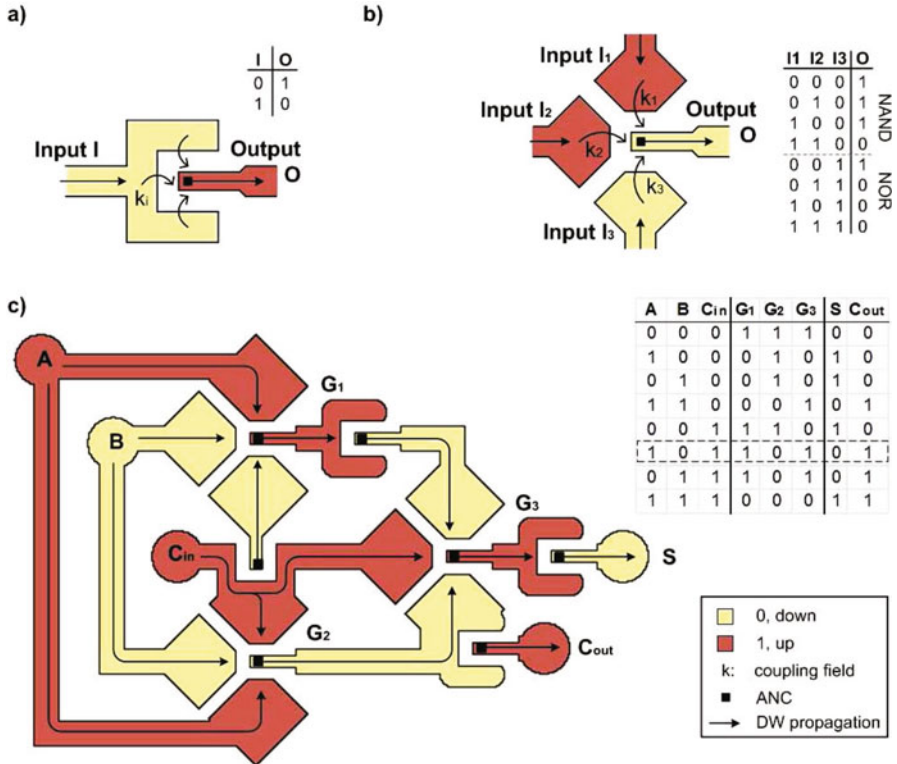 a)
I O
0 1
1 0
Input I
Output
O
ki
b)
Input I1
Input I2
Input I3
k1
k2
k3
Output
O
I1 I2 I3 O
0 0 0 1
0 1 0 1
1 0 0 1
1 1 0 0
0 0 1 1
0 1 1 0
1 0 1 0
1 1 1 0
NAND
NOR
c)
A
B
Cin
G1
G2
G3
S
Cout
A B Cin G1 G2 G3 S Cout
0 0 0 1 1 1 0 0
1 0 0 0 1 0 1 0
0 1 0 0 1 0 1 0
1 1 0 0 0 1 0 1
0 0 1 1 1 0 1 0
1 0 1 1 0 1 0 1
0 1 1 1 0 1 0 1
1 1 1 0 0 0 1 1
0, down
1, up
k: coupling field
ANC
DW propagation